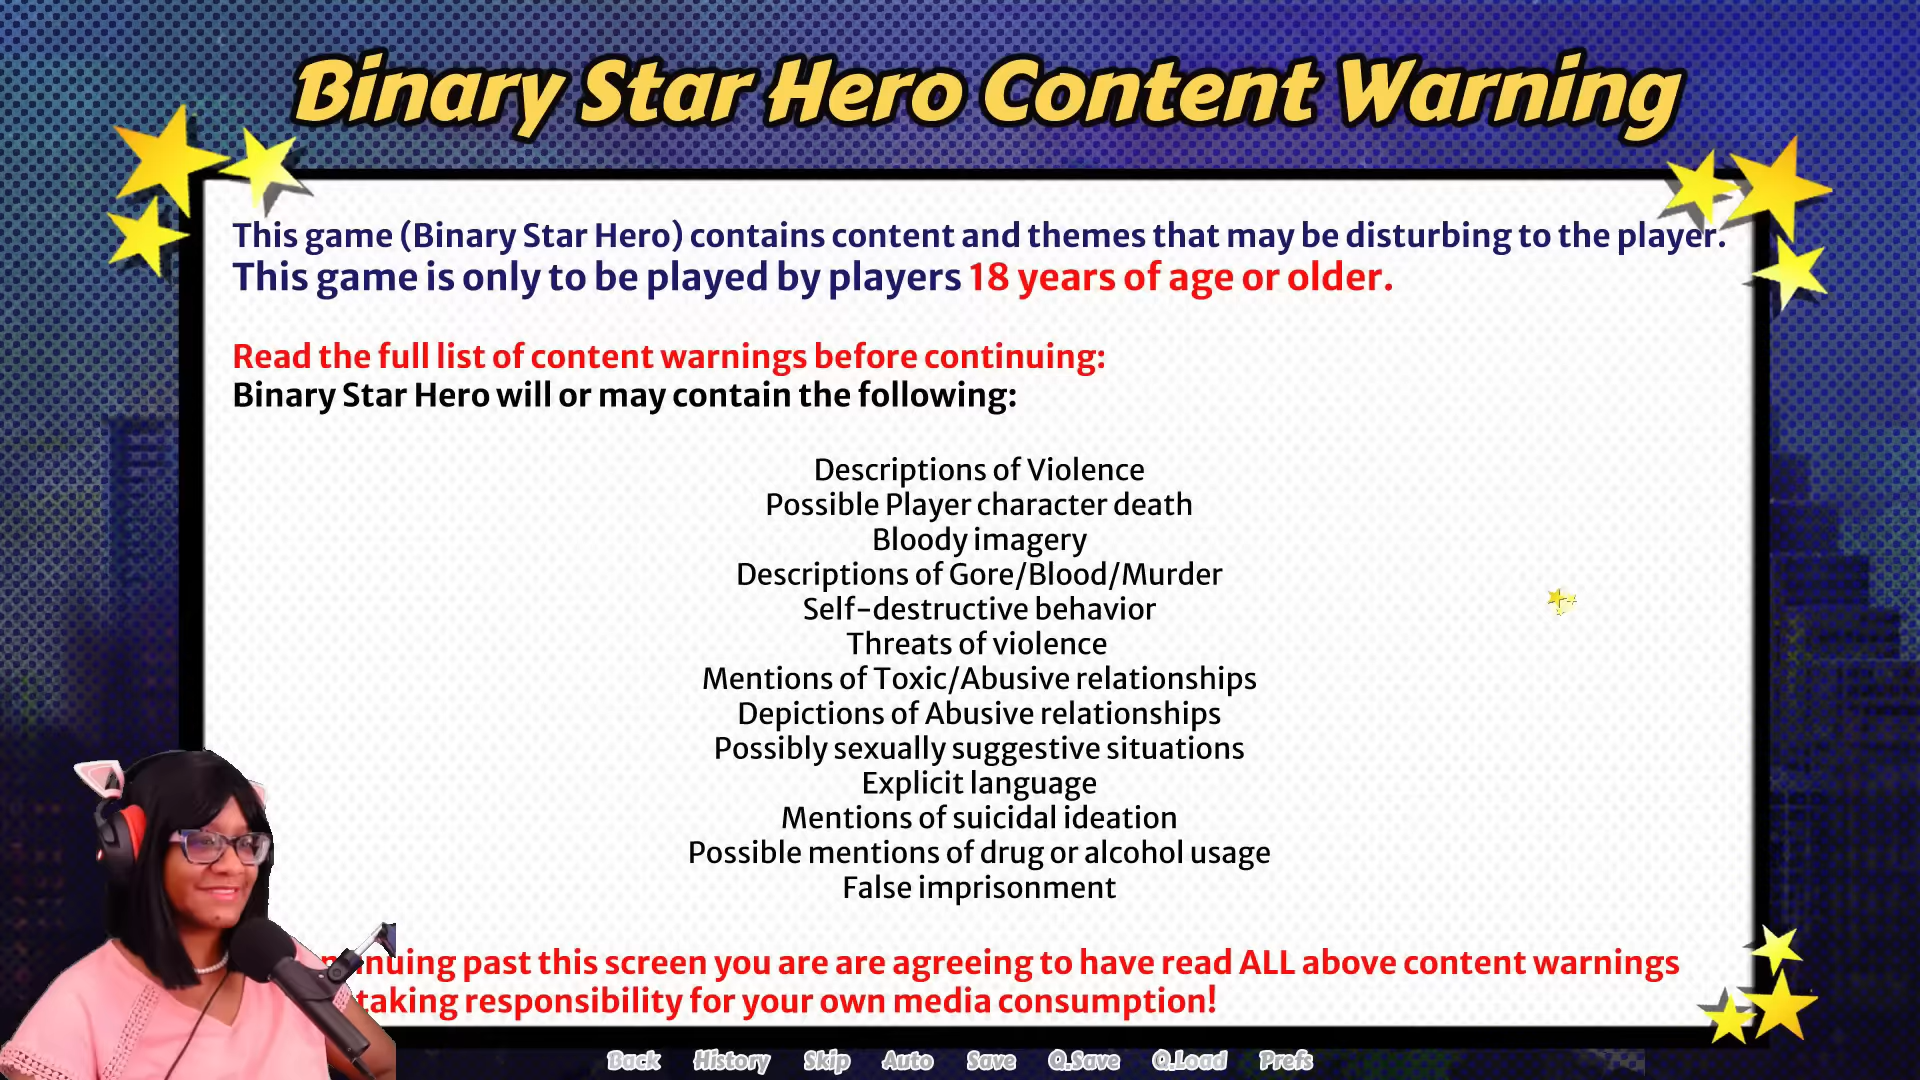 Binary Star Hero Content Warning
This game (Binary Star Hero) contains content and themes that may be disturbing to the player.
This game is only to be played by players 18 years of age or older.
Read the full list of content warnings before continuing:
Binary Star Hero will or may contain the following:
Descriptions of Violence
Possible Player character death
Bloody imagery
Descriptions of Gore/Blood/Murder
Self-destructive behavior
Threats of violence
Mentions of Toxic/Abusive relationships
Depictions of Abusive relationships
Possibly sexually suggestive situations
Explicit language
Mentions of suicidal ideation
Possible mentions of drug or alcohol usage
False imprisonment
past this screen you are are agreeing to have read ALL above content warnings
taking responsibility for your own media consumption!
Back History Skip Auto Save Q.Save Q.Load Prefs